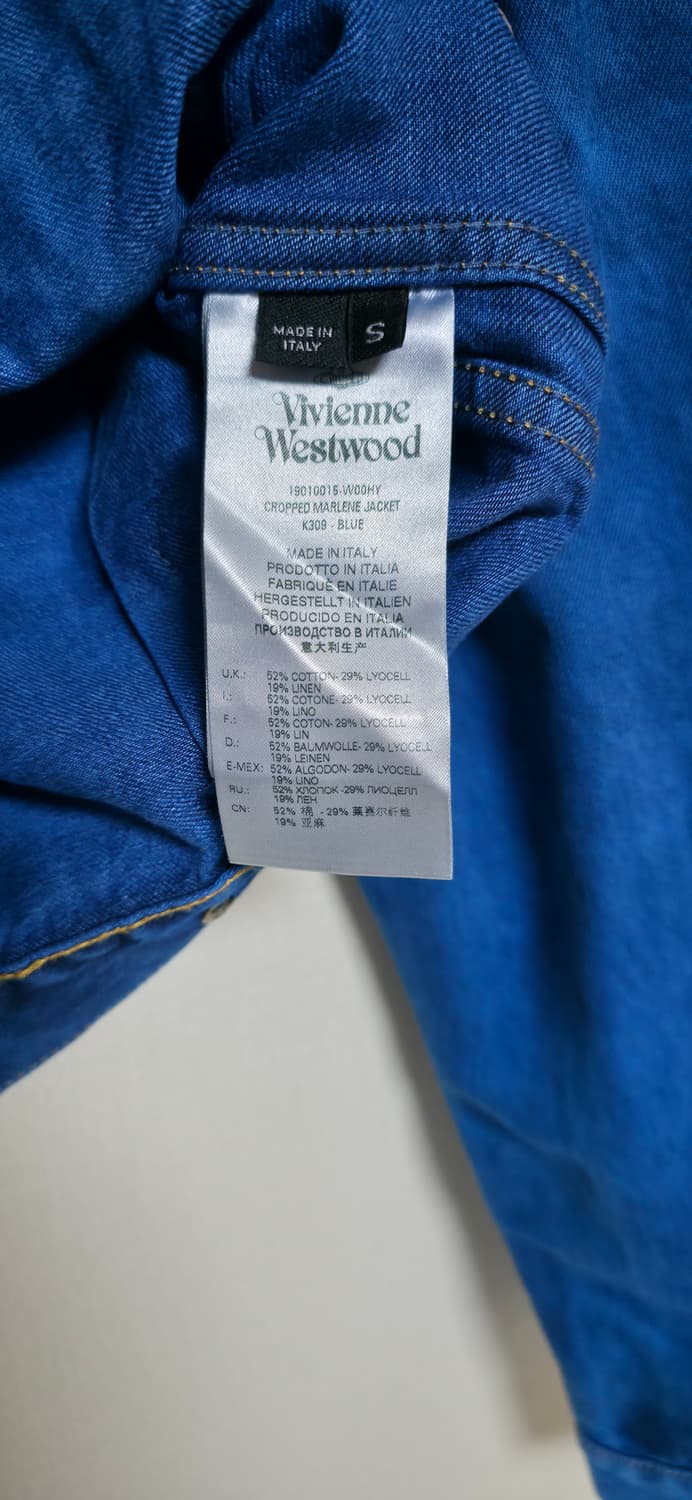 MADE IN
ITALY
S
Vivienne
Westwood
19010015-W00HY
CROPPED MARLENE JACKET
K309 - BLUE
MADE IN ITALY
PRODOTTO IN ITALIA
FABRIQUE EN ITALIE
HERGESTELLT IN ITALIEN
PRODUCIDO EN ITALIA
ПРОИЗВОДСТВО В ИТАЛИИ
意大利生产
U.K.: 52% COTTON- 29% LYOCELL
19% LINEN
I.: 52% COTONE- 29% LYOCELL
19% LINO
F.: 52% COTON- 29% LYOCELL
19% LIN
D.: 52% BAUMWOLLE- 29% LYOCELL
19% LEINEN
E-MEX: 52% ALGODON- 29% LYOCELL
19% LINO
RU.: 52% ХЛОПОК -29% ЛИОЦЕЛЛ
19% ЛЕН
CN: 52% 棉 - 29% 莱赛尔纤维
19% 亚麻